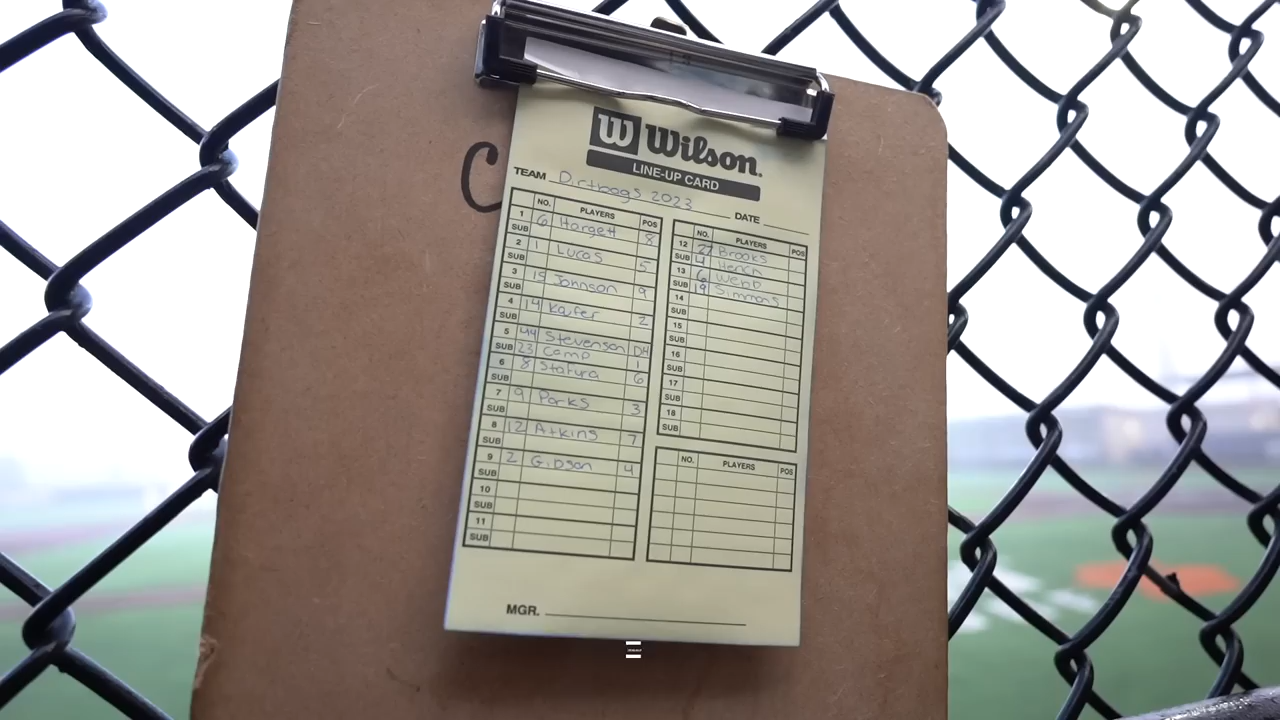 C
W Wilson.
LINE-UP CARD
TEAM Dirtbags 2023 DATE
NO. PLAYERS POS
1 6 Hargett 8
SUB
2 1 Lucas 5
SUB
3 15 Johnson 9
SUB
4 14 Kaifer 2
SUB
5 44 Stevenson DH
SUB 23 Camp 1
6 8 Stafura 6
SUB
7 9 Parks 3
SUB
8 12 Atkins 7
SUB
9 2 Gibson 4
SUB
10
SUB
11
SUB
NO. PLAYERS POS
12 27 Brooks
SUB 4 Hench
13 6 Webb
SUB 19 Simmons
14
SUB
15
SUB
16
SUB
17
SUB
18
SUB
NO. PLAYERS POS
MGR.